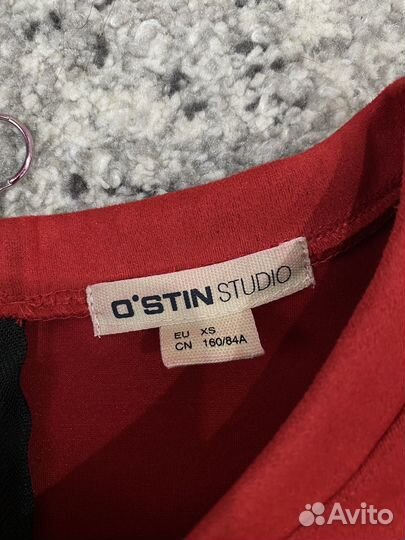 O'STIN STUDIO
EU XS
CN 160/84A
Avito